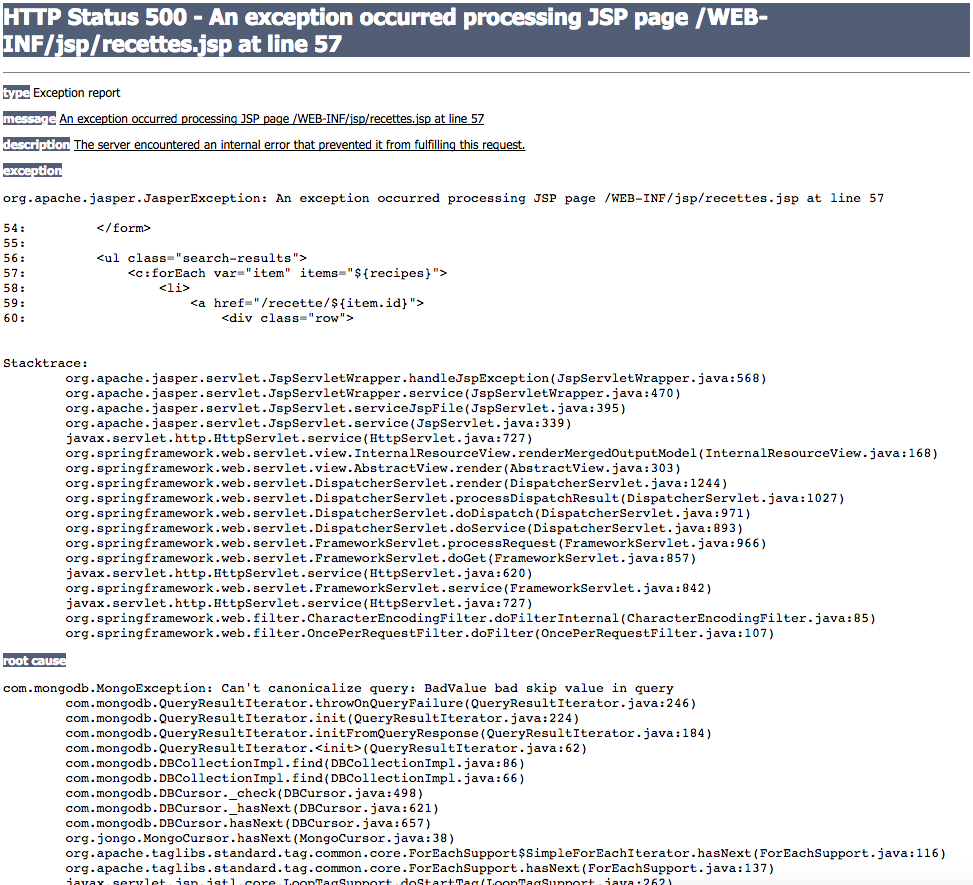 HTTP Status 500 - An exception occurred processing JSP page /WEB-
INF/jsp/recettes.jsp at line 57
type Exception report
message An exception occurred processing JSP page /WEB-INF/jsp/recettes.jsp at line 57
description The server encountered an internal error that prevented it from fulfilling this request.
exception
org.apache.jasper.JasperException: An exception occurred processing JSP page /WEB-INF/jsp/recettes.jsp at line 57
54:         </form>
55:
56:         <ul class="search-results">
57:             <c:forEach var="item" items="${recipes}">
58:                 <li>
59:                     <a href="/recette/${item.id}">
60:                         <div class="row">
Stacktrace:
org.apache.jasper.servlet.JspServletWrapper.handleJspException(JspServletWrapper.java:568)
org.apache.jasper.servlet.JspServletWrapper.service(JspServletWrapper.java:470)
org.apache.jasper.servlet.JspServlet.serviceJspFile(JspServlet.java:395)
org.apache.jasper.servlet.JspServlet.service(JspServlet.java:339)
javax.servlet.http.HttpServlet.service(HttpServlet.java:727)
org.springframework.web.servlet.view.InternalResourceView.renderMergedOutputModel(InternalResourceView.java:168)
org.springframework.web.servlet.view.AbstractView.render(AbstractView.java:303)
org.springframework.web.servlet.DispatcherServlet.render(DispatcherServlet.java:1244)
org.springframework.web.servlet.DispatcherServlet.processDispatchResult(DispatcherServlet.java:1027)
org.springframework.web.servlet.DispatcherServlet.doDispatch(DispatcherServlet.java:971)
org.springframework.web.servlet.DispatcherServlet.doService(DispatcherServlet.java:893)
org.springframework.web.servlet.FrameworkServlet.processRequest(FrameworkServlet.java:966)
org.springframework.web.servlet.FrameworkServlet.doGet(FrameworkServlet.java:857)
javax.servlet.http.HttpServlet.service(HttpServlet.java:620)
org.springframework.web.servlet.FrameworkServlet.service(FrameworkServlet.java:842)
javax.servlet.http.HttpServlet.service(HttpServlet.java:727)
org.springframework.web.filter.CharacterEncodingFilter.doFilterInternal(CharacterEncodingFilter.java:85)
org.springframework.web.filter.OncePerRequestFilter.doFilter(OncePerRequestFilter.java:107)
root cause
com.mongodb.MongoException: Can't canonicalize query: BadValue bad skip value in query
com.mongodb.QueryResultIterator.throwOnQueryFailure(QueryResultIterator.java:246)
com.mongodb.QueryResultIterator.init(QueryResultIterator.java:224)
com.mongodb.QueryResultIterator.initFromQueryResponse(QueryResultIterator.java:184)
com.mongodb.QueryResultIterator.<init>(QueryResultIterator.java:62)
com.mongodb.DBCollectionImpl.find(DBCollectionImpl.java:86)
com.mongodb.DBCollectionImpl.find(DBCollectionImpl.java:66)
com.mongodb.DBCursor._check(DBCursor.java:498)
com.mongodb.DBCursor._hasNext(DBCursor.java:621)
com.mongodb.DBCursor.hasNext(DBCursor.java:657)
org.jongo.MongoCursor.hasNext(MongoCursor.java:38)
org.apache.taglibs.standard.tag.common.core.ForEachSupport$SimpleForEachIterator.hasNext(ForEachSupport.java:116)
org.apache.taglibs.standard.tag.common.core.ForEachSupport.hasNext(ForEachSupport.java:137)
javax.servlet.jsp.jstl.core.LoopTagSupport.doStartTag(LoopTagSupport.java:262)